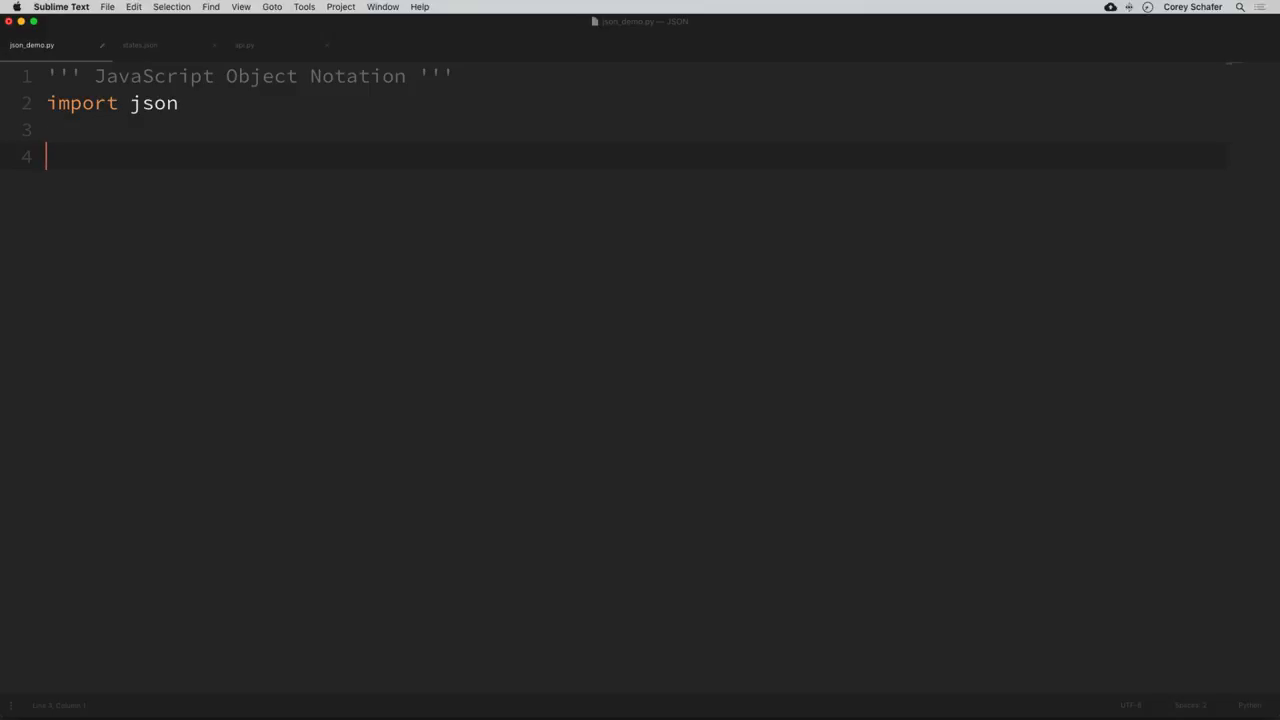 Sublime Text File Edit Selection Find View Goto Tools Project Window Help Corey Schafer
json_demo.py — JSON
json_demo.py states.json api.py
1 ''' JavaScript Object Notation '''
2 import json
3
4
Line 3, Column 1 UTF-8 Spaces: 2 Python